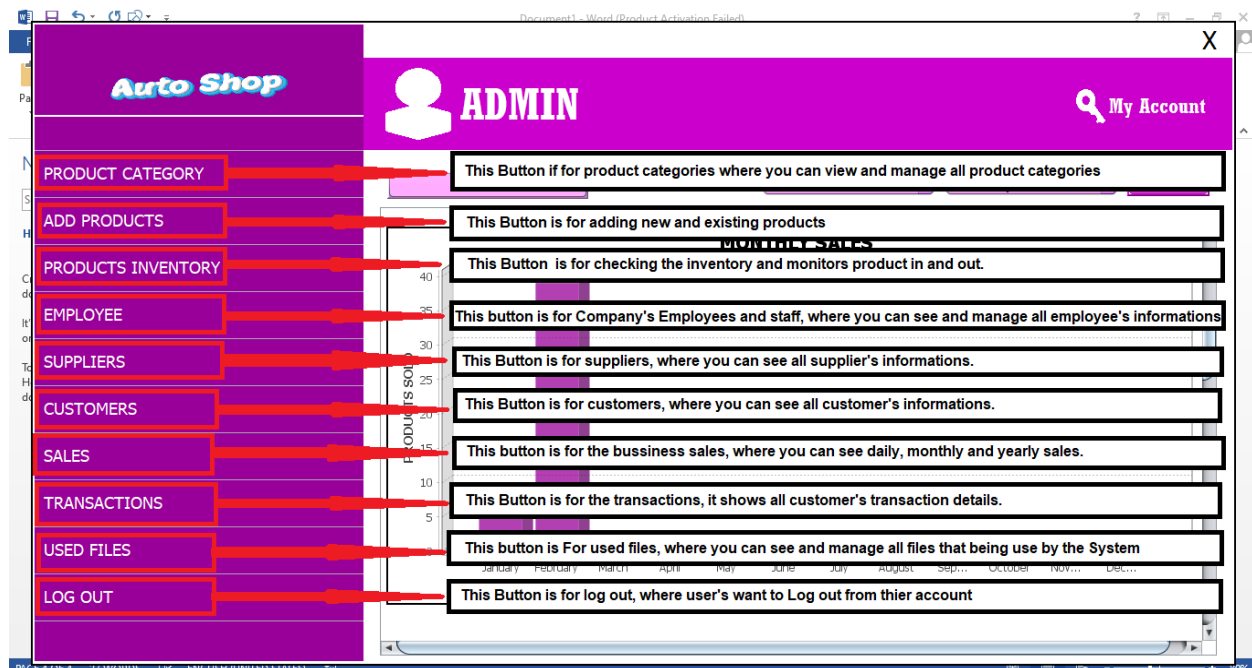 Document1 - Word (Product Activation Failed)
X
Auto Shop
ADMIN
My Account
PRODUCT CATEGORY
This Button if for product categories where you can view and manage all product categories
ADD PRODUCTS
This Button is for adding new and existing products
MONTHLY SALES
PRODUCTS INVENTORY
This Button is for checking the inventory and monitors product in and out.
40
EMPLOYEE
35
This button is for Company's Employees and staff, where you can see and manage all employee's informations
30
SUPPLIERS
This Button is for suppliers, where you can see all supplier's informations.
25
PRODUCTS SOLD
CUSTOMERS
This Button is for customers, where you can see all customer's informations.
20
SALES
15
This button is for the bussiness sales, where you can see daily, monthly and yearly sales.
10
TRANSACTIONS
This Button is for the transactions, it shows all customer's transaction details.
5
USED FILES
This button is For used files, where you can see and manage all files that being use by the System
January February March April May June July August Sep... October Nov... Dec...
LOG OUT
This Button is for log out, where user's want to Log out from thier account